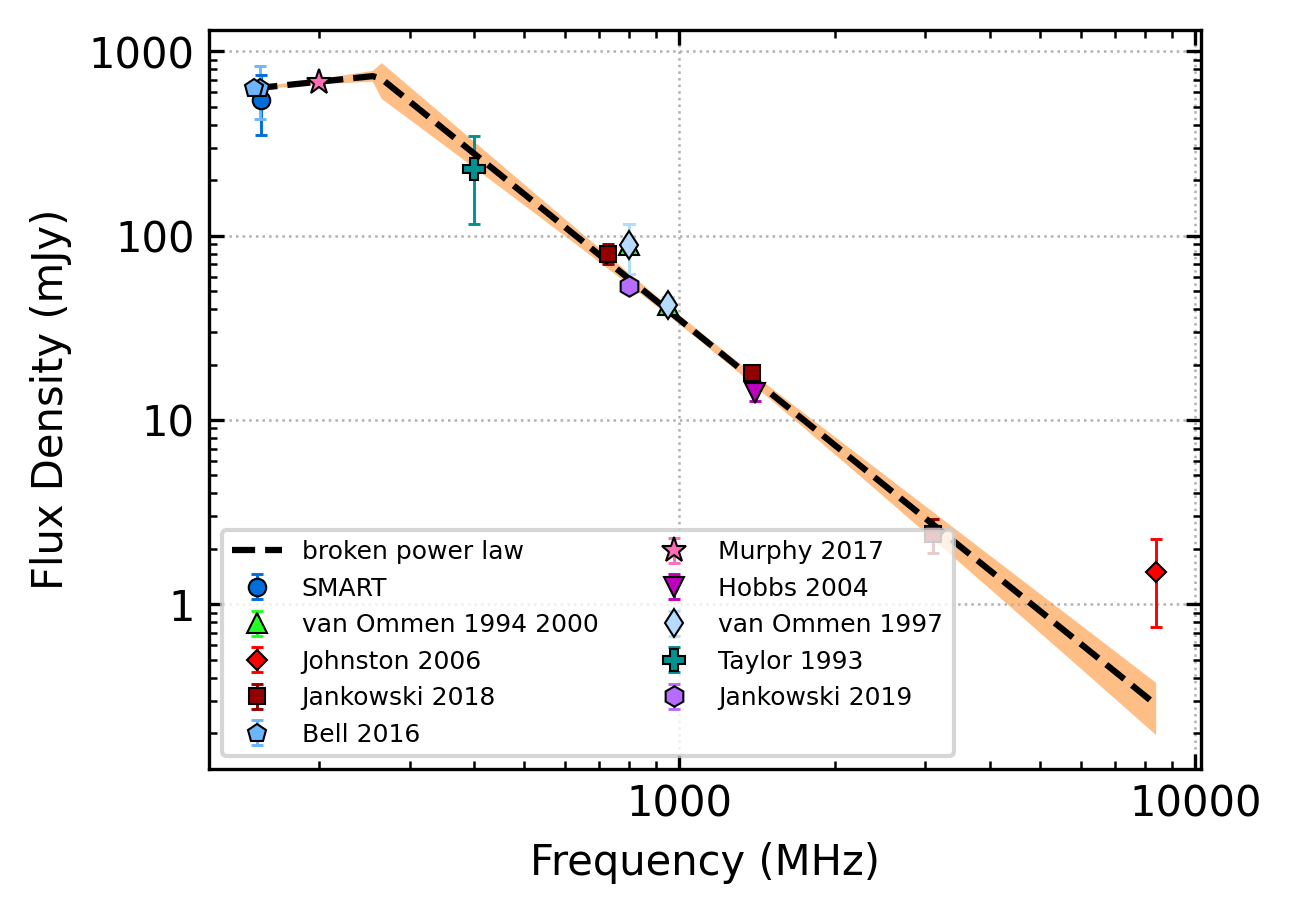 1000
100
10
1
Flux Density (mJy)
broken power law
SMART
van Ommen 1994 2000
Johnston 2006
Jankowski 2018
Bell 2016
Murphy 2017
Hobbs 2004
van Ommen 1997
Taylor 1993
Jankowski 2019
1000
10000
Frequency (MHz)